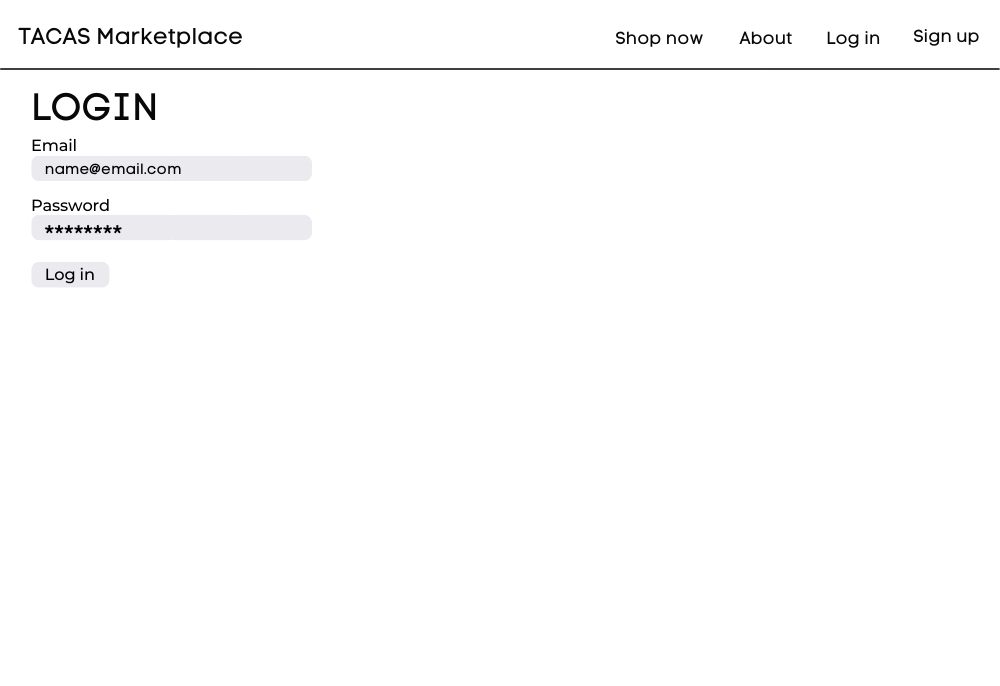 TACAS Marketplace Shop now About Log in Sign up
LOGIN
Email
name@email.com
Password
********
Log in